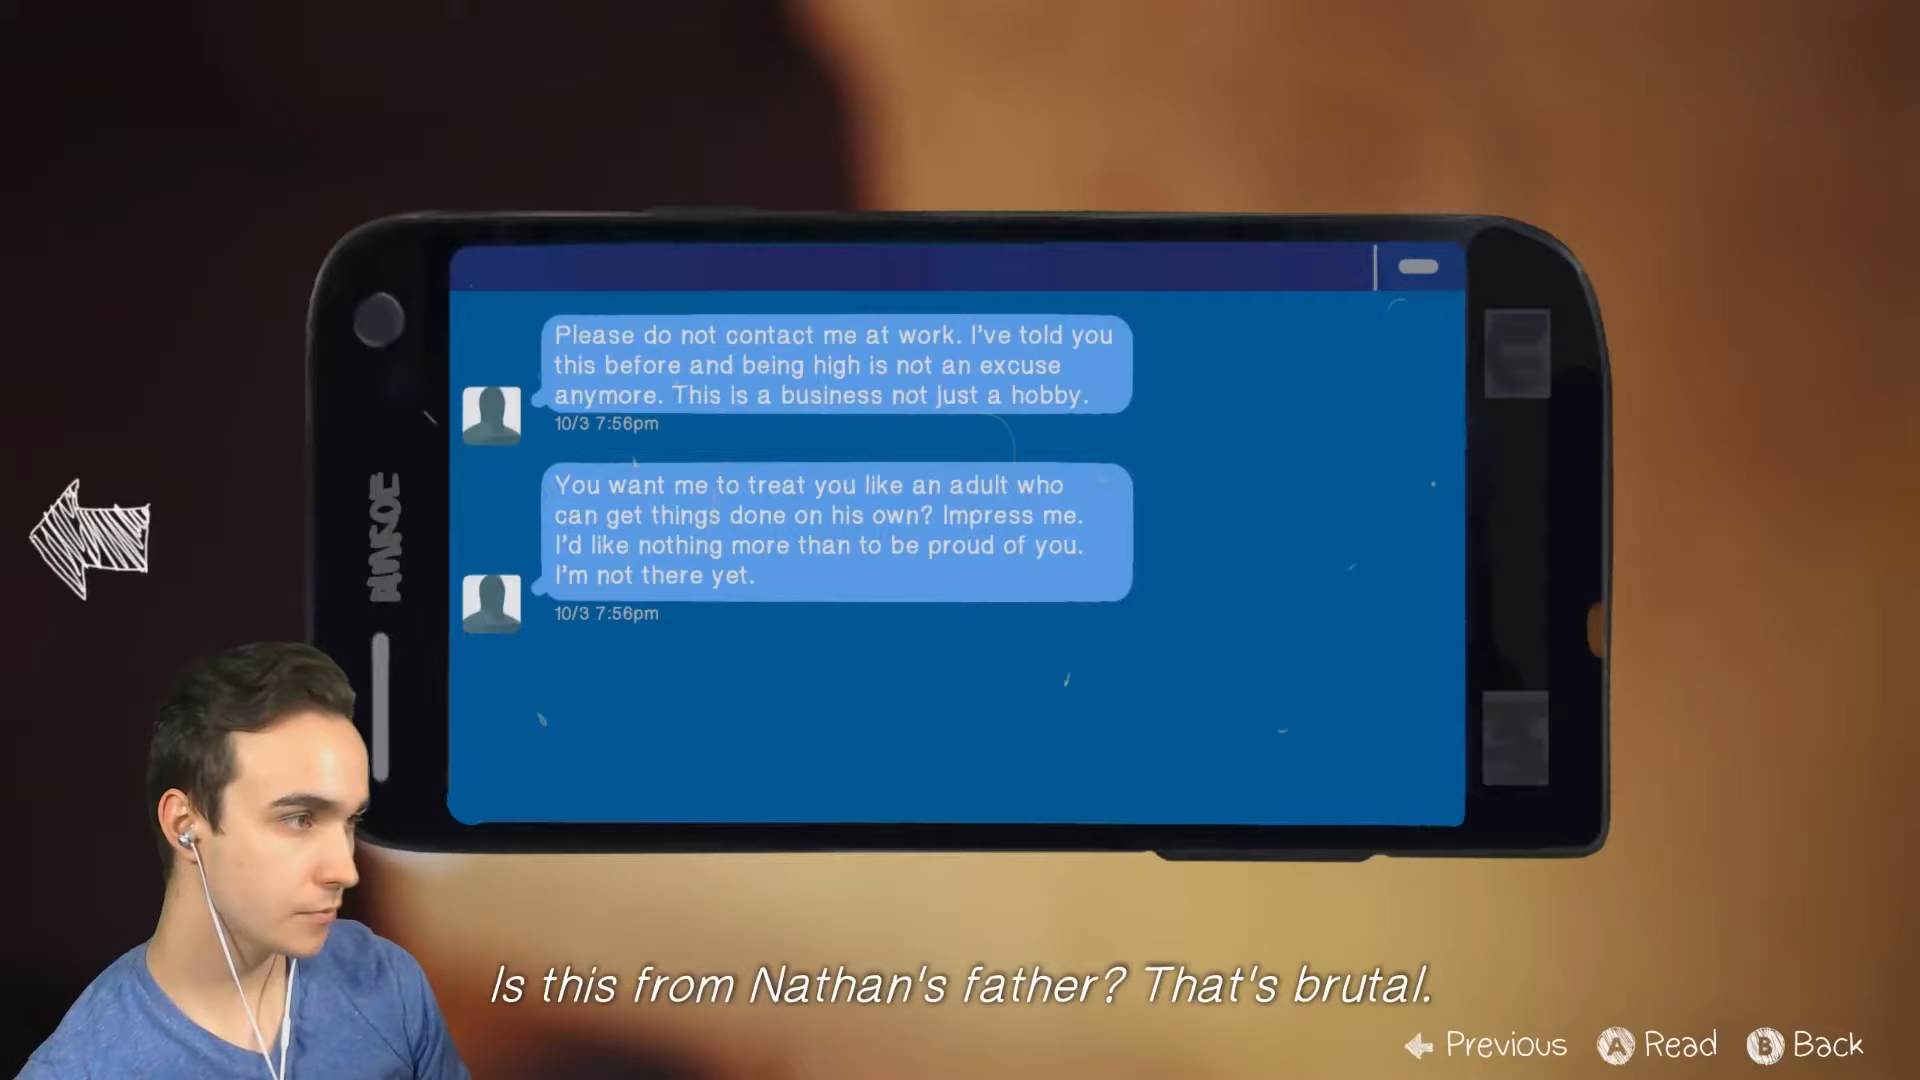 Please do not contact me at work. I've told you
this before and being high is not an excuse
anymore. This is a business not just a hobby.
10/3 7:56pm
You want me to treat you like an adult who
can get things done on his own? Impress me.
I'd like nothing more than to be proud of you.
I'm not there yet.
10/3 7:56pm
Is this from Nathan's father? That's brutal.
Previous A Read B Back